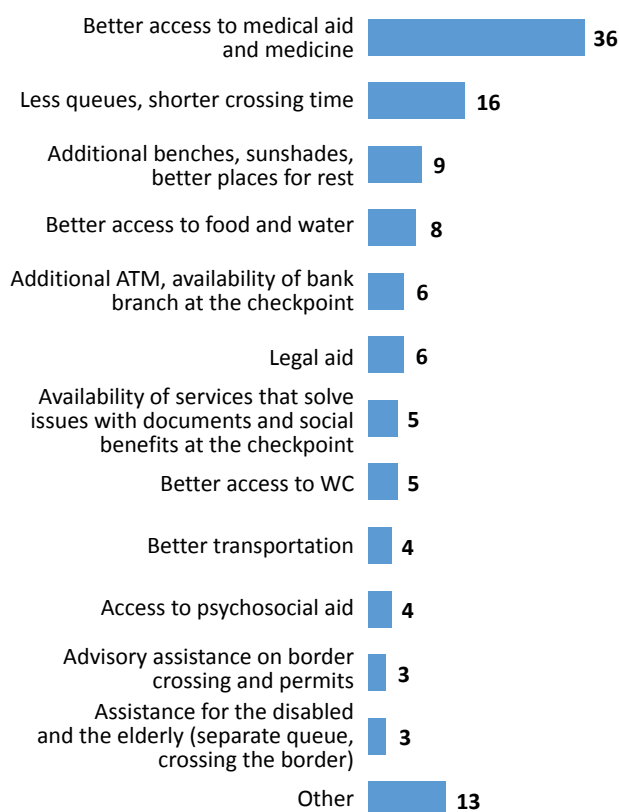 Better access to medical aid
and medicine
36
Less queues, shorter crossing time
16
Additional benches, sunshades,
better places for rest
9
Better access to food and water
8
Additional ATM, availability of bank
branch at the checkpoint
6
Legal aid
6
Availability of services that solve
issues with documents and social
benefits at the checkpoint
5
Better access to WC
5
Better transportation
4
Access to psychosocial aid
4
Advisory assistance on border
crossing and permits
3
Assistance for the disabled
and the elderly (separate queue,
crossing the border)
3
Other
13